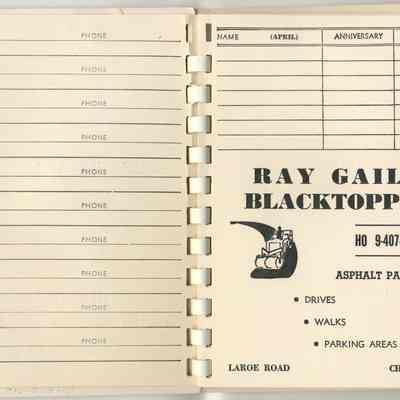 PHONE
PHONE
PHONE
PHONE
PHONE
PHONE
PHONE
PHONE
PHONE
PHONE
NAME (APRIL) ANNIVERSARY
RAY GAIL
BLACKTOPP
HO 9-407
ASPHALT PA
• DRIVES
• WALKS
• PARKING AREAS
LARGE ROAD CH